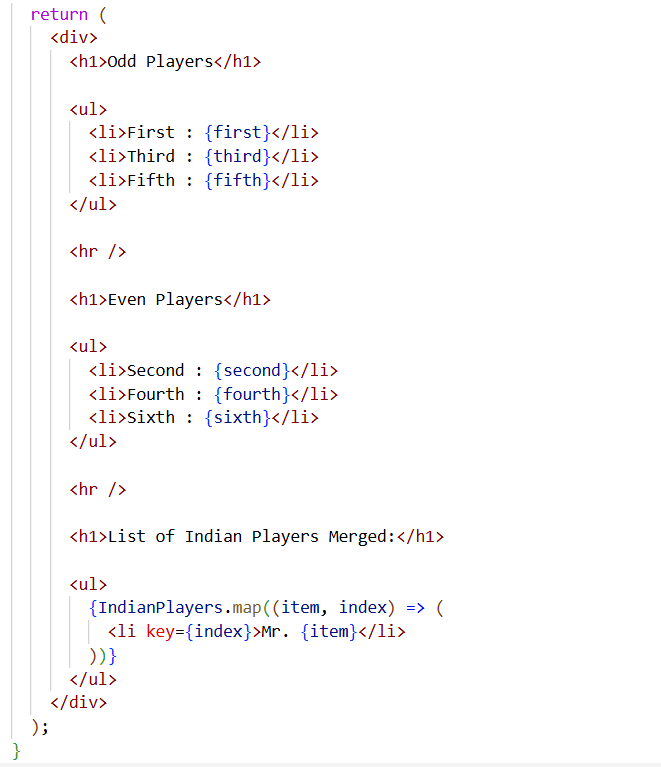 return (
<div>
<h1>Odd Players</h1>
<ul>
<li>First : {first}</li>
<li>Third : {third}</li>
<li>Fifth : {fifth}</li>
</ul>
<hr />
<h1>Even Players</h1>
<ul>
<li>Second : {second}</li>
<li>Fourth : {fourth}</li>
<li>Sixth : {sixth}</li>
</ul>
<hr />
<h1>List of Indian Players Merged:</h1>
<ul>
{IndianPlayers.map((item, index) => (
<li key={index}>Mr. {item}</li>
))}
</ul>
</div>
);
}